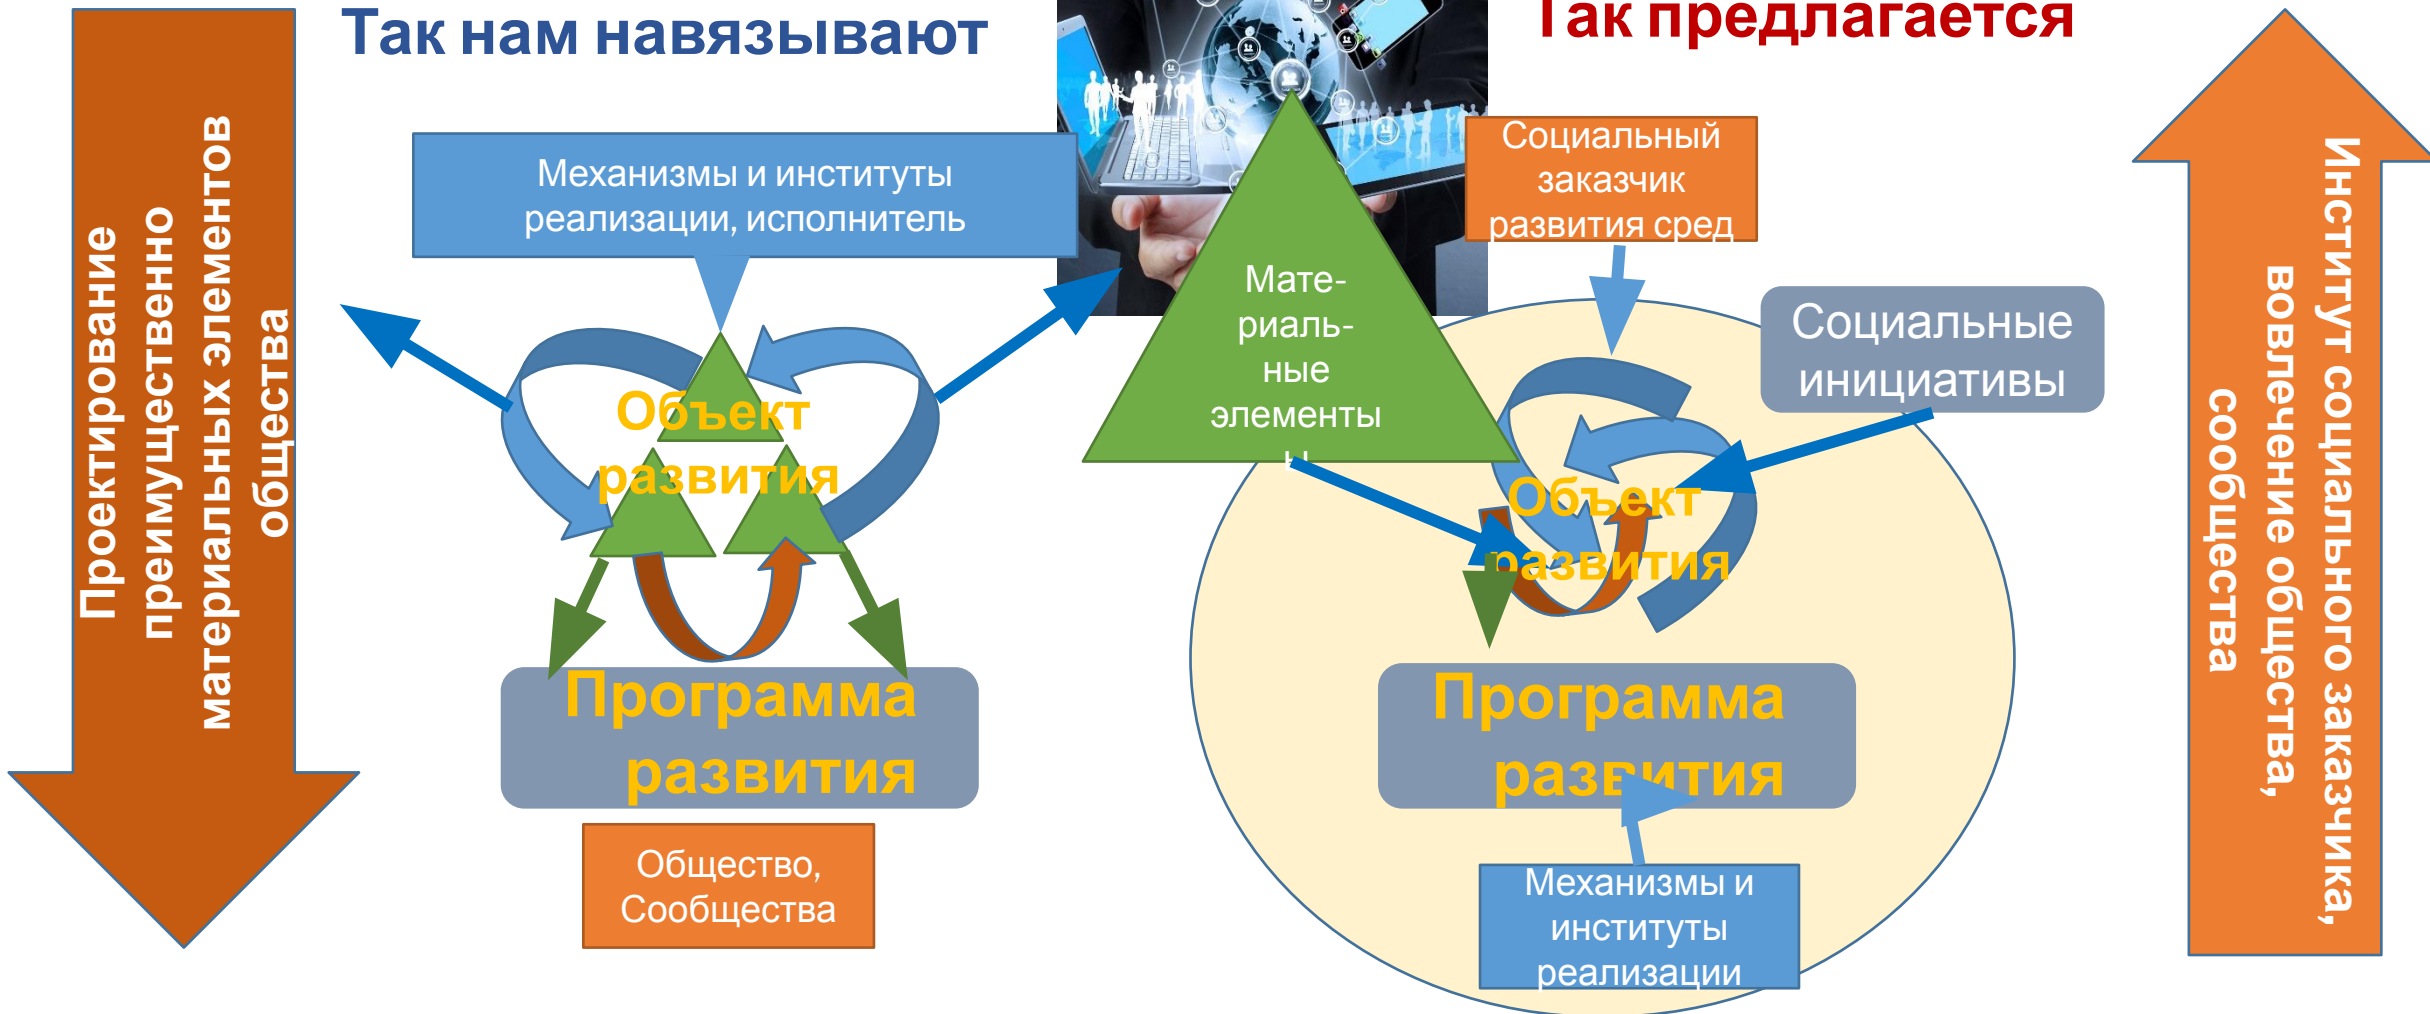 Так нам навязывают
Так предлагается
Проектирование
преимущественно
материальных элементов
общества
Механизмы и институты
реализации, исполнитель
Объект
развития
Программа
развития
Общество,
Сообщества
Мате-
риаль-
ные
элементы
ы
Социальный
заказчик
развития сред
Социальные
инициативы
Объект
развития
Программа
развития
Механизмы и
институты
реализации
Институт социального заказчика,
вовлечение общества,
сообщества